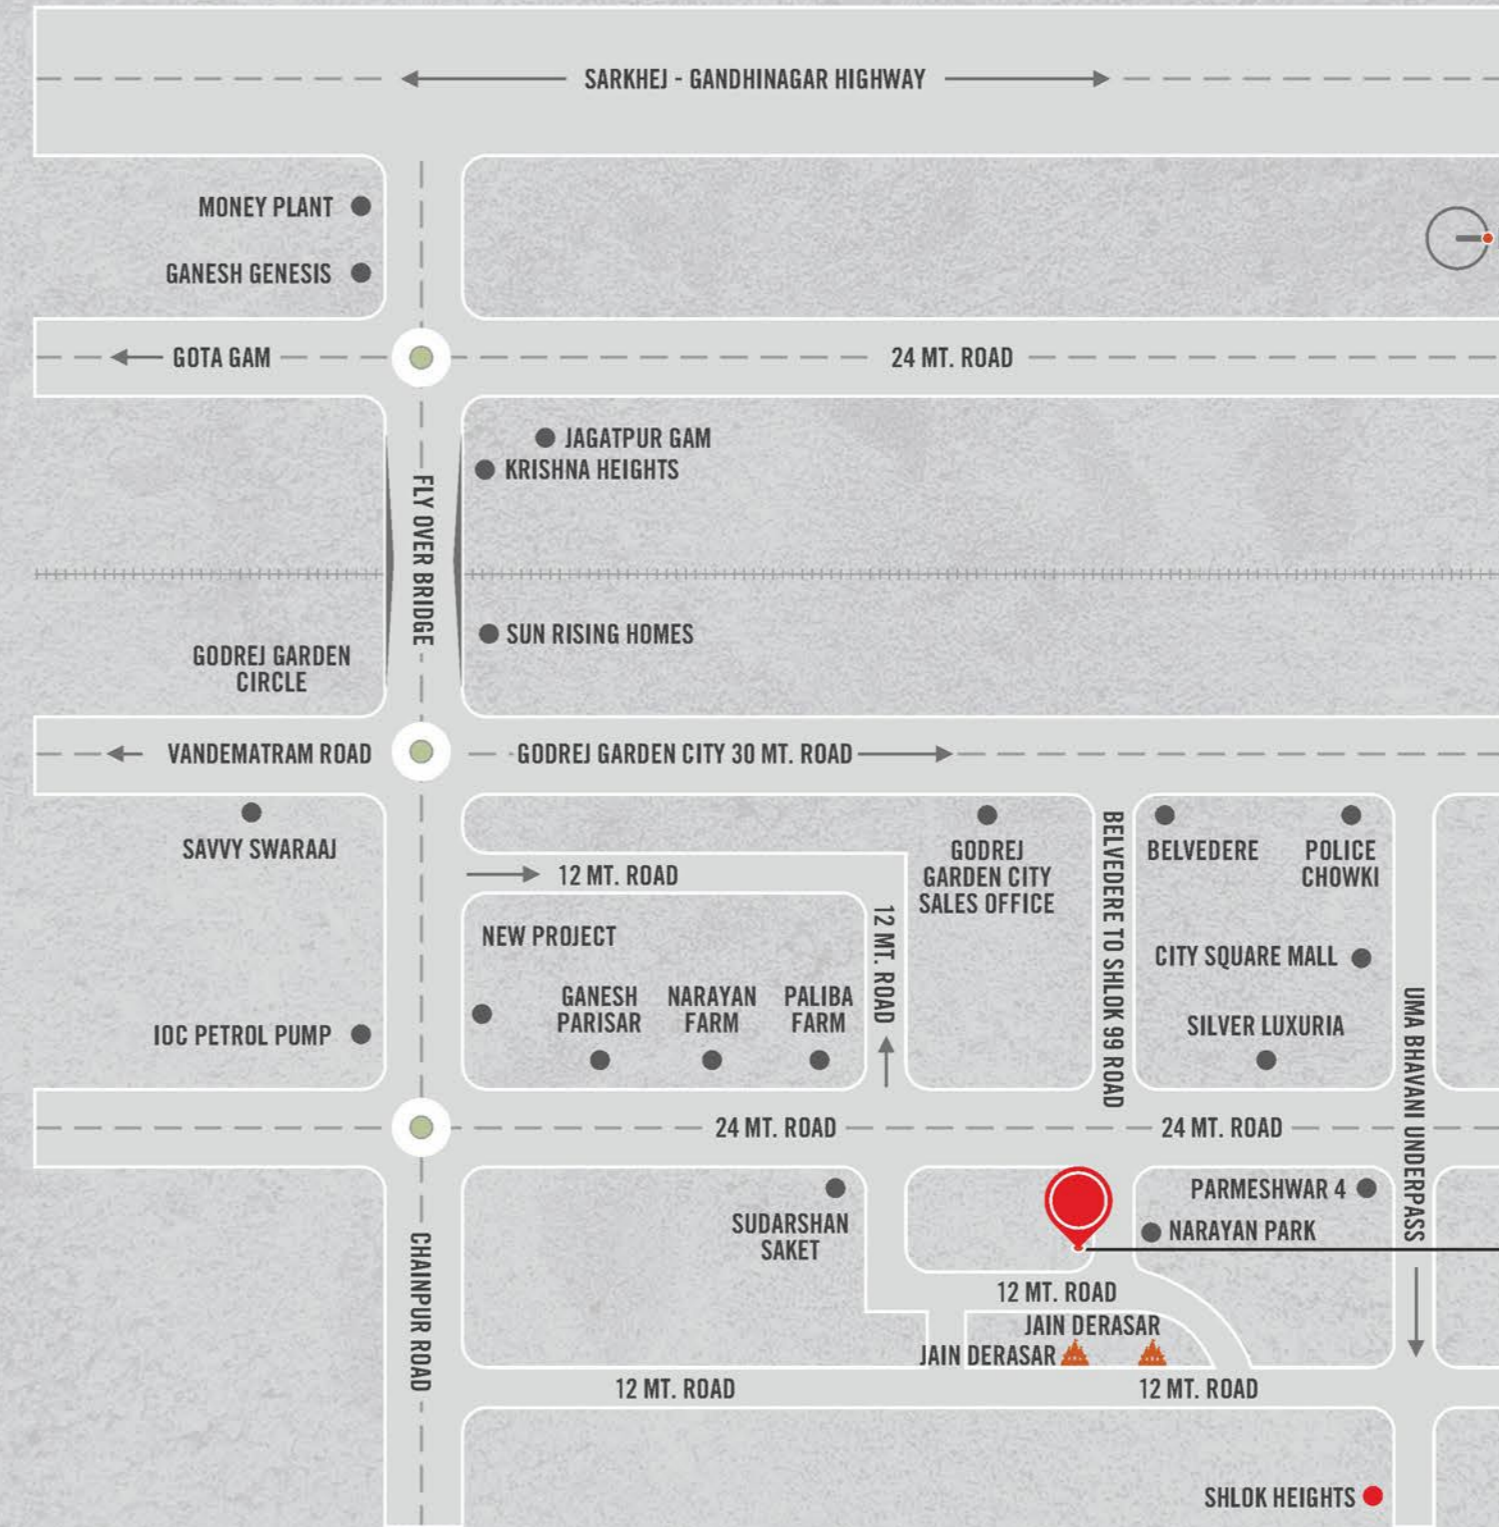 SARKHEJ - GANDHINAGAR HIGHWAY
MONEY PLANT
GANESH GENESIS
GOTA GAM
24 MT. ROAD
JAGATPUR GAM
KRISHNA HEIGHTS
FLY OVER BRIDGE
SUN RISING HOMES
GODREJ GARDEN
CIRCLE
VANDEMATRAM ROAD
GODREJ GARDEN CITY 30 MT. ROAD
SAVVY SWARAAJ
12 MT. ROAD
GODREJ
GARDEN CITY
SALES OFFICE
BELVEDERE TO SHLOK 99 ROAD
BELVEDERE
POLICE
CHOWKI
NEW PROJECT
12 MT. ROAD
CITY SQUARE MALL
GANESH
PARISAR
NARAYAN
FARM
PALIBA
FARM
SILVER LUXURIA
UMA BHAVANI UNDERPASS
IOC PETROL PUMP
24 MT. ROAD
24 MT. ROAD
SUDARSHAN
SAKET
PARMESHWAR 4
NARAYAN PARK
CHAINPUR ROAD
12 MT. ROAD
JAIN DERASAR
JAIN DERASAR
12 MT. ROAD
12 MT. ROAD
SHLOK HEIGHTS